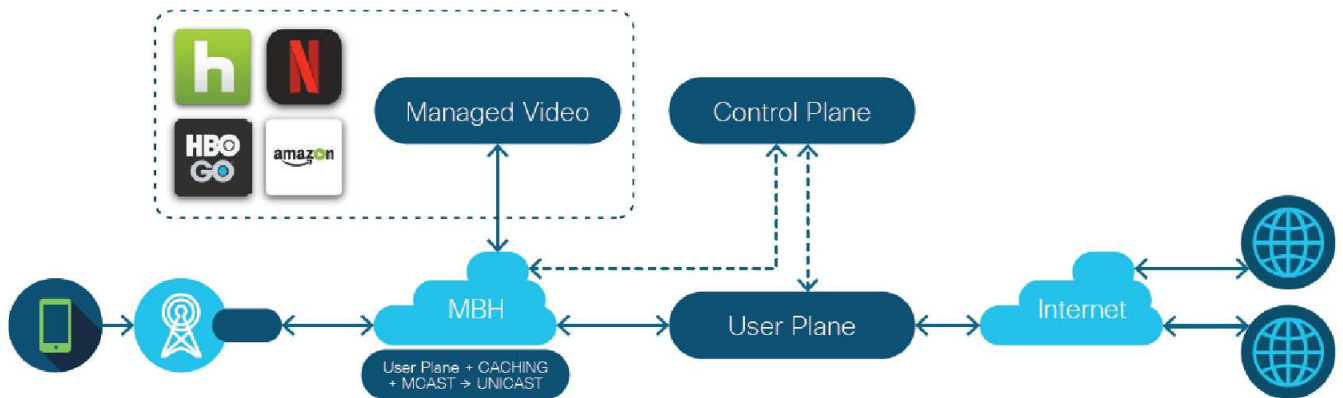 h
N
HBO
GO
amazon
Managed Video
Control Plane
MBH
User Plane + CACHING
+ MCAST → UNICAST
User Plane
Internet